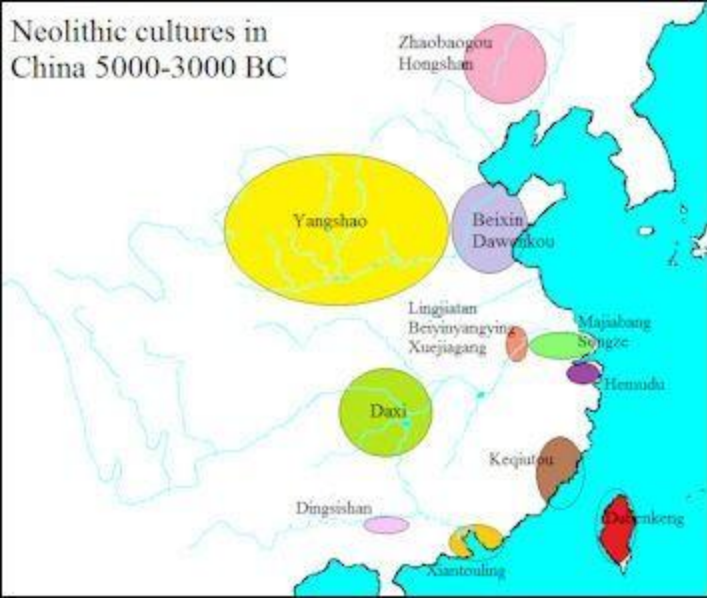 Neolithic cultures in
China 5000-3000 BC
Zhaobaogou
Hongshan
Yangshao
Beixin
Dawenkou
Lingjiatan
Beiyinyangying
Xuejiagang
Majiabang
Songze
Hemudu
Daxi
Keqiutou
Dingsishan
Dabenkeng
Xiantouling